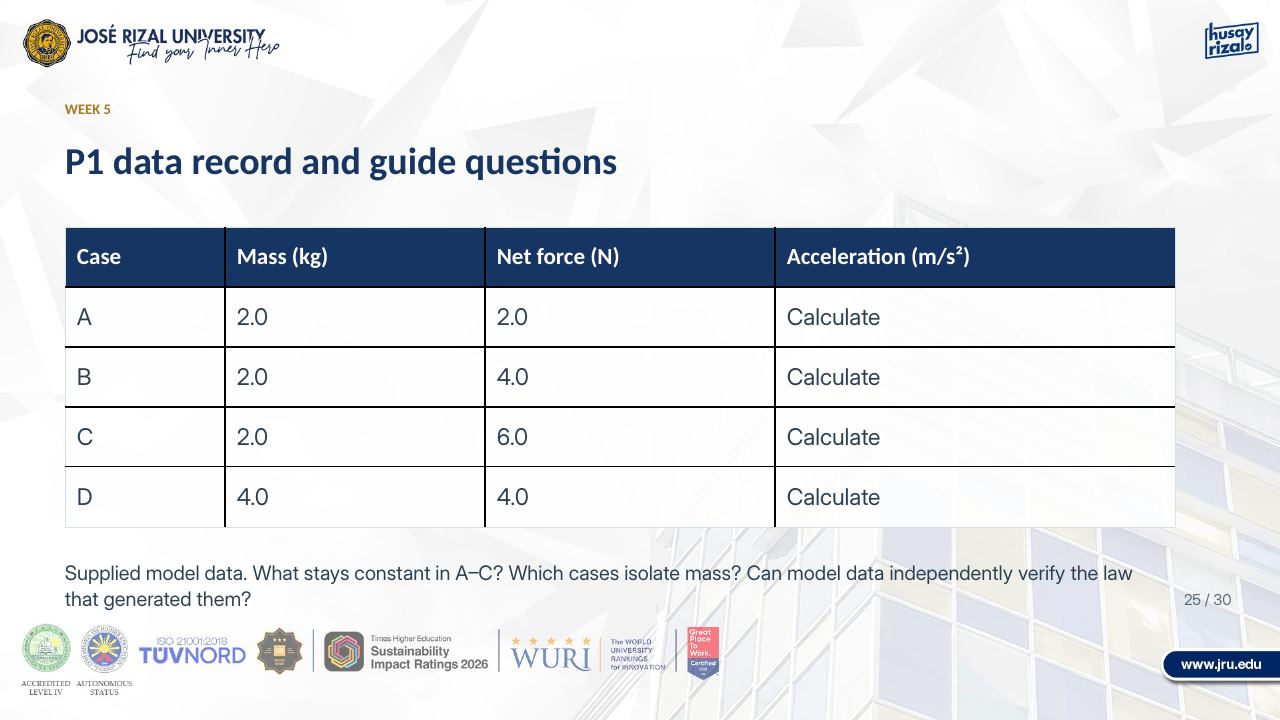 JOSÉ RIZAL UNIVERSITY
Find your Inner Hero
husay
rizal
WEEK 5
P1 data record and guide questions
Case Mass (kg) Net force (N) Acceleration (m/s²)
A 2.0 2.0 Calculate
B 2.0 4.0 Calculate
C 2.0 6.0 Calculate
D 4.0 4.0 Calculate
Supplied model data. What stays constant in A–C? Which cases isolate mass? Can model data independently verify the law
that generated them?
25 / 30
ACCREDITED
LEVEL IV
AUTONOMOUS
STATUS
ISO 21001:2018
TÜVNORD
Times Higher Education
Sustainability
Impact Ratings 2026
WURI
The WORLD
UNIVERSITY
RANKINGS
for INNOVATION
Great
Place
To
Work.
Certified
www.jru.edu